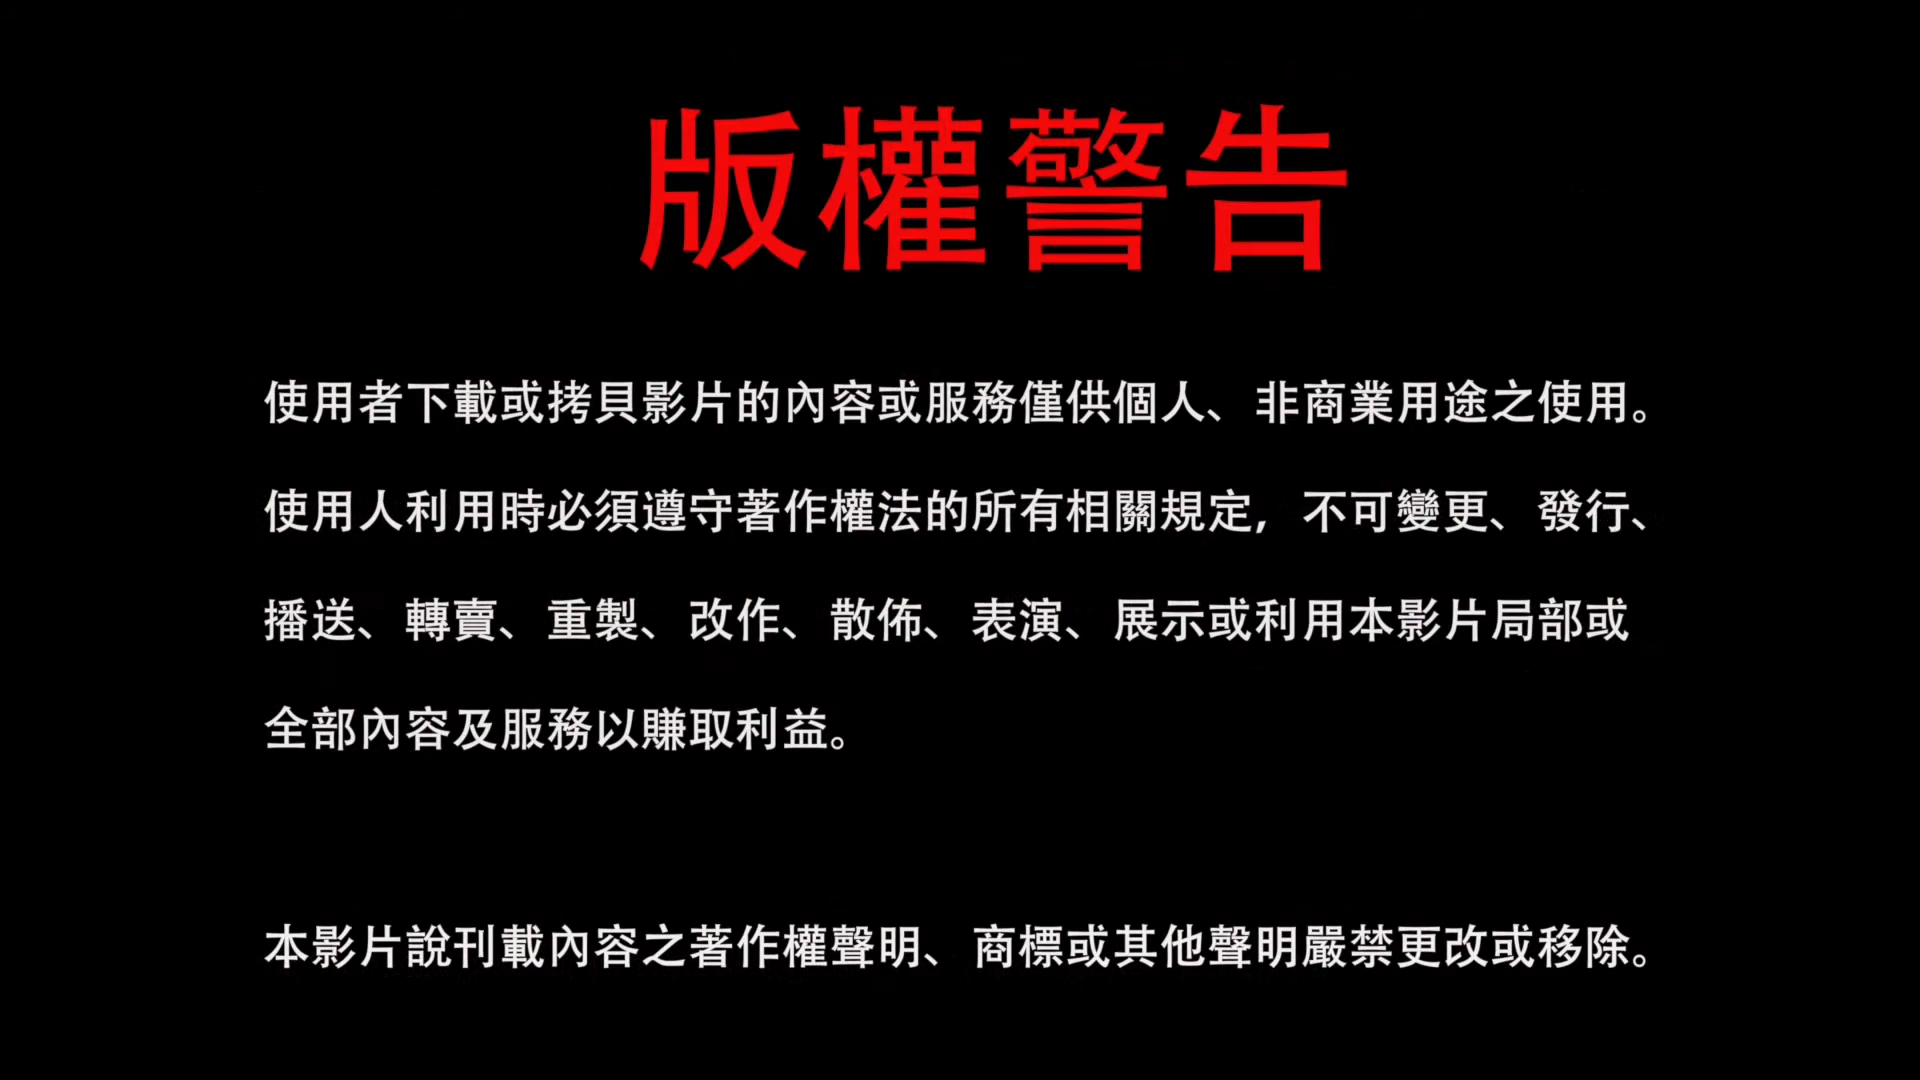 版權警告
使用者下載或拷貝影片的內容或服務僅供個人、非商業用途之使用。
使用人利用時必須遵守著作權法的所有相關規定，不可變更、發行、
播送、轉賣、重製、改作、散佈、表演、展示或利用本影片局部或
全部內容及服務以賺取利益。
本影片說刊載內容之著作權聲明、商標或其他聲明嚴禁更改或移除。